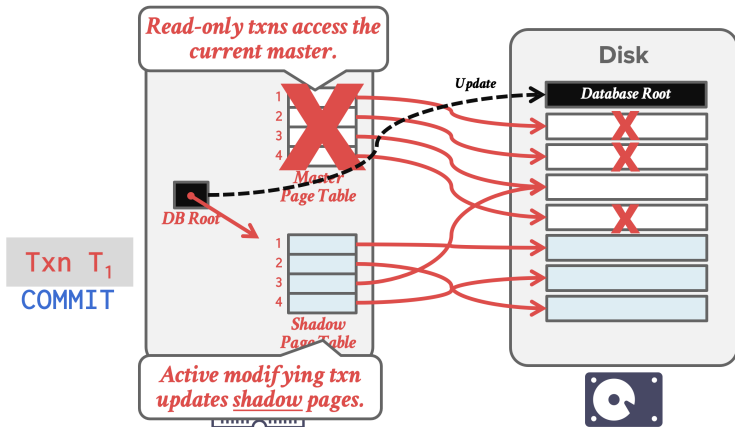 Read-only txns access the
current master.
Disk
Update
Database Root
1
2
3
4
Master
Page Table
DB Root
Txn T₁
COMMIT
1
2
3
4
Shadow
Page Table
Active modifying txn
updates shadow pages.